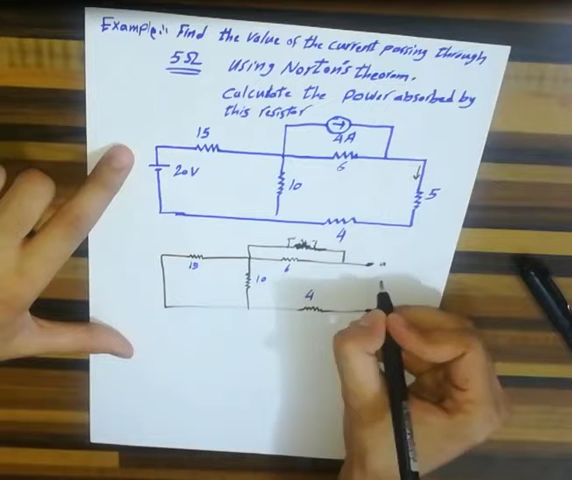 Example:: Find the value of the current passing through
5Ω using Norton's theorem.
Calculate the power absorbed by
this resistor
15
4A
6
20V
10
5
4
15
6
10
4
a